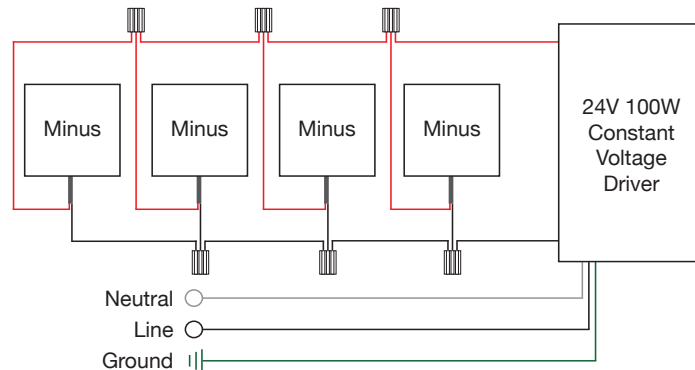 Minus
Minus
Minus
Minus
24V 100W
Constant
Voltage
Driver
Neutral
Line
Ground